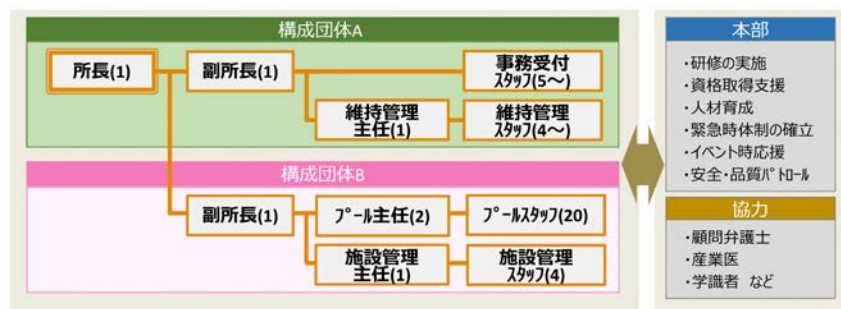 構成団体A
所長(1)
副所長(1)
事務受付
ｽﾀｯﾌ(5～)
維持管理
主任(1)
維持管理
ｽﾀｯﾌ(4～)
構成団体B
副所長(1)
ﾌﾟｰﾙ主任(2)
ﾌﾟｰﾙｽﾀｯﾌ(20)
施設管理
主任(1)
施設管理
ｽﾀｯﾌ(4)
本部
・研修の実施
・資格取得支援
・人材育成
・緊急時体制の確立
・ｲﾍﾞﾝﾄ時応援
・安全・品質ﾊﾟﾄﾛｰﾙ
協力
・顧問弁護士
・産業医
・学識者 など